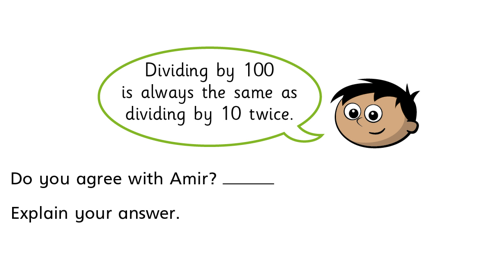 Dividing by 100
is always the same as
dividing by 10 twice.
Do you agree with Amir? ______
Explain your answer.